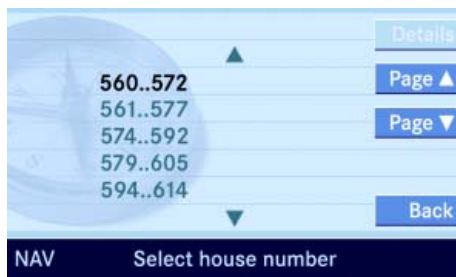 Details
Page ▲
560..572
561..577
Page ▼
574..592
579..605
594..614
Back
NAV Select house number